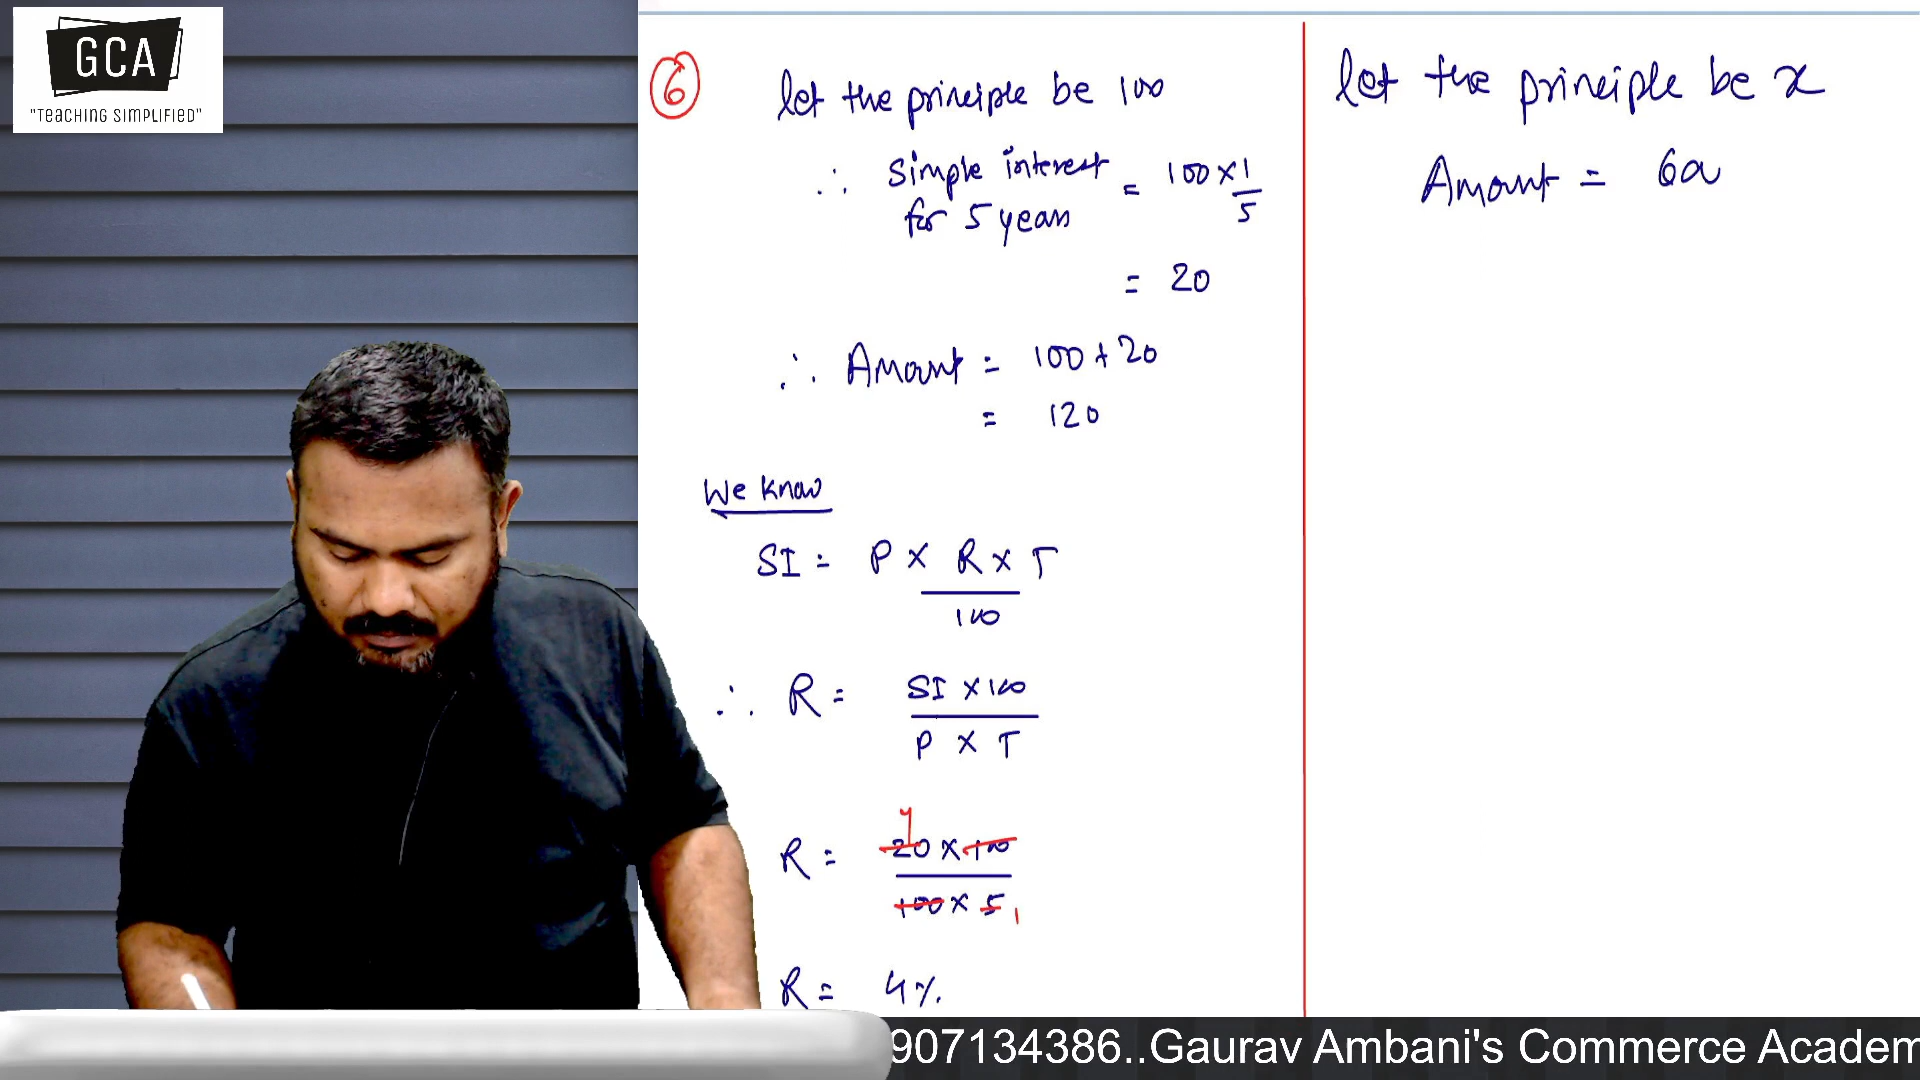 GCA
"TEACHING SIMPLIFIED"
6
let the principle be 100
∴ Simple interest for 5 years = 100 × 1/5
= 20
∴ Amount = 100 + 20
= 120
We know
SI = P × R × T / 100
∴ R = SI × 100 / P × T
R = 20 × 100 / 100 × 5
4
1
R = 4%
let the principle be x
Amount = 6x
907134386..Gaurav Ambani's Commerce Academ